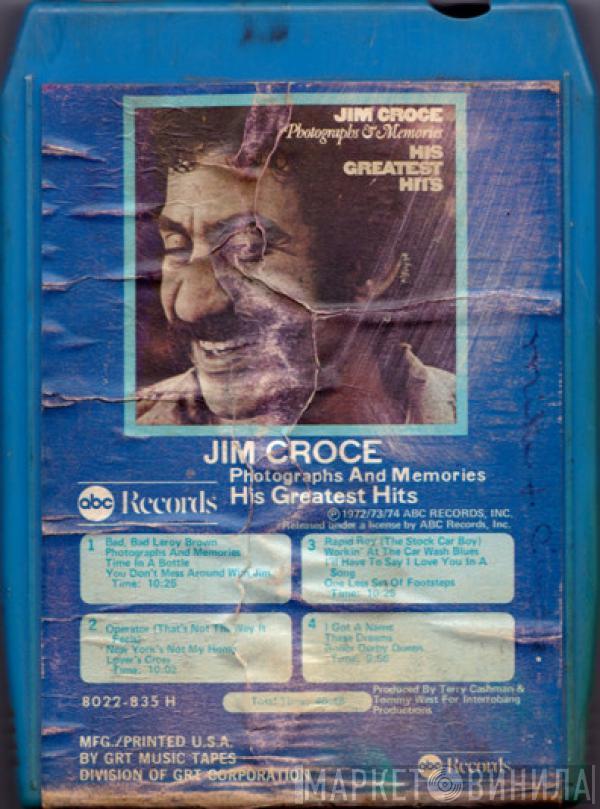 JIM CROCE
Photographs & Memories
HIS
GREATEST
HITS
JIM CROCE
Photographs And Memories
His Greatest Hits
abc Records
℗1972/73/74 ABC RECORDS, INC.
Released under a license by ABC Records, Inc.
1 Bad, Bad Leroy Brown
Photographs And Memories
Time In A Bottle
You Don't Mess Around With Jim
Time: 10:25
2 Operator (That's Not The Way It
Feels)
New York's Not My Home
Lover's Cross
Time: 10:02
3 Rapid Roy (The Stock Car Boy)
Workin' At The Car Wash Blues
I'll Have To Say I Love You In A
Song
One Less Set Of Footsteps
Time: 10:25
4 I Got A Name
These Dreams
Roller Derby Queen
Time: 9:56
8022-835 H
Total Time:
Produced By Terry Cashman &
Tommy West For Interrobang
Productions
MFG./PRINTED U.S.A.
BY GRT MUSIC TAPES
DIVISION OF GRT CORPORATION
abc Records
МАРКЕТ ВИНИЛА